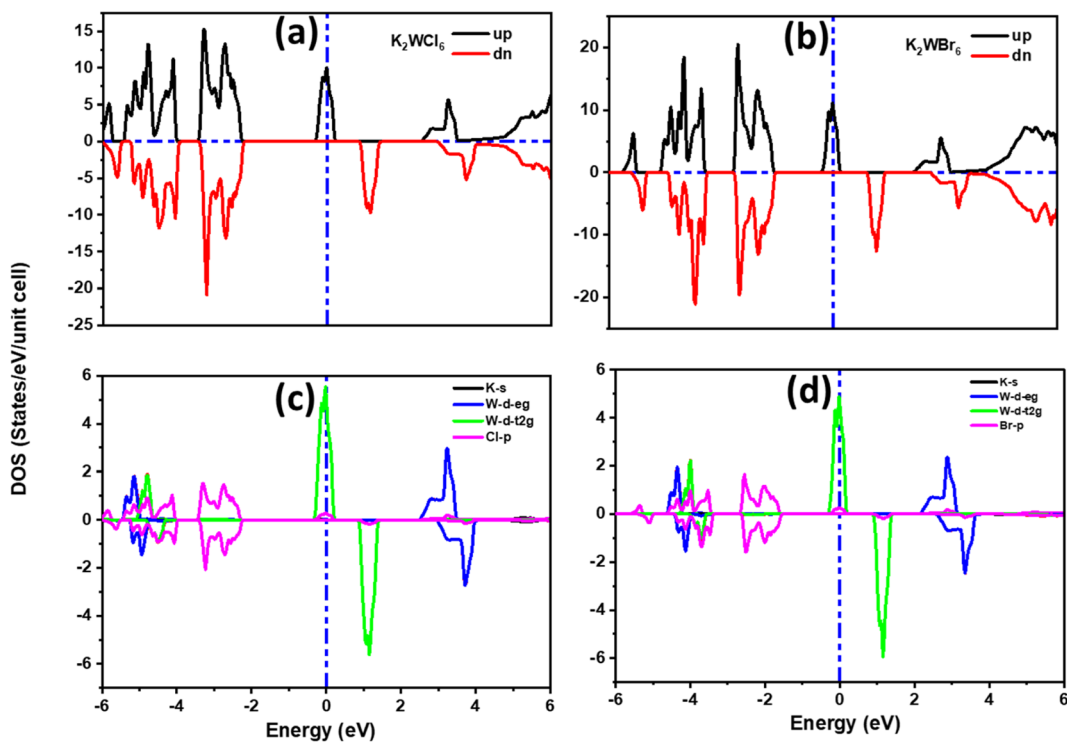 (a)
K2WCl6
up
dn
15
10
5
0
-5
-10
-15
-20
-25
(b)
K2WBr6
up
dn
20
10
0
-10
-20
DOS (States/eV/unit cell)
(c)
K-s
W-d-eg
W-d-t2g
Cl-p
6
4
2
0
-2
-4
-6
-6 -4 -2 0 2 4 6
Energy (eV)
(d)
K-s
W-d-eg
W-d-t2g
Br-p
6
4
2
0
-2
-4
-6
-6 -4 -2 0 2 4 6
Energy (eV)